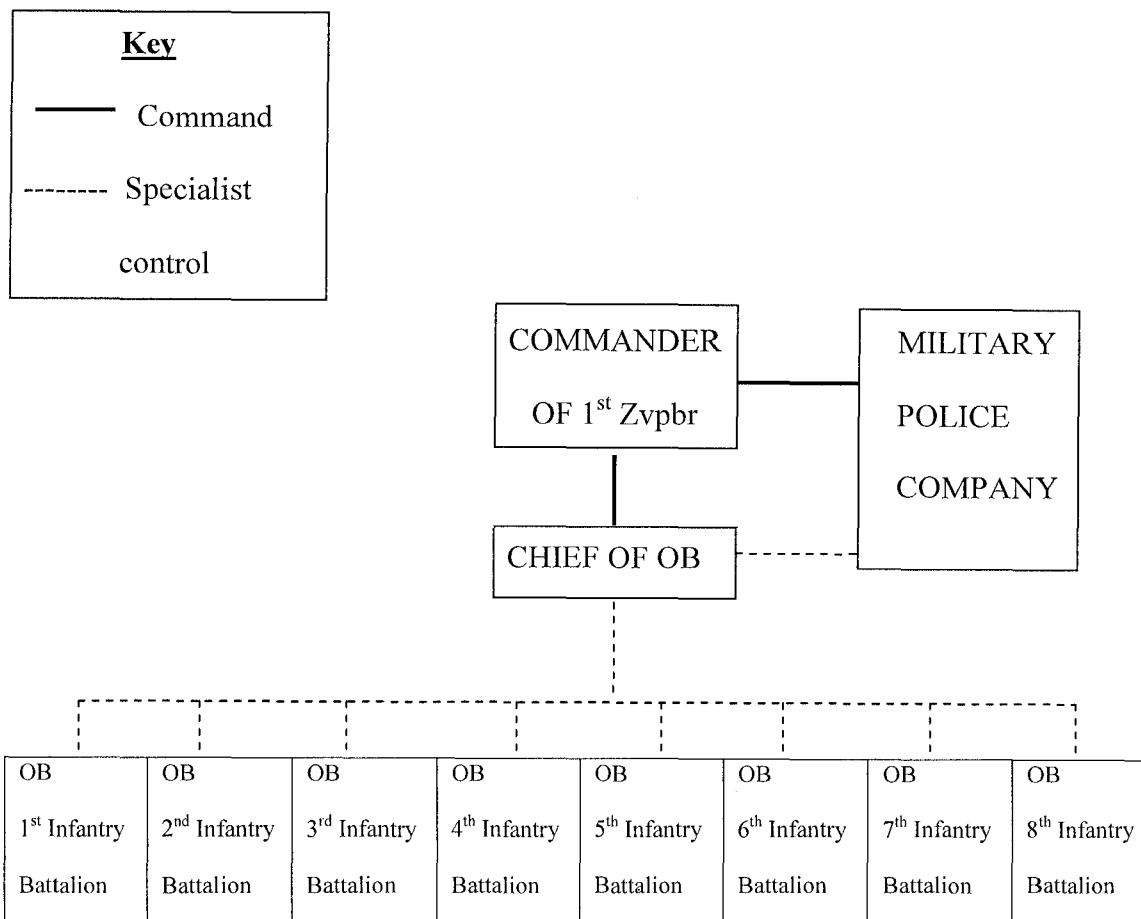 Key
Command
Specialist
control
COMMANDER
OF 1st Zvpbr
MILITARY
POLICE
COMPANY
CHIEF OF OB
OB
1st Infantry
Battalion
OB
2nd Infantry
Battalion
OB
3rd Infantry
Battalion
OB
4th Infantry
Battalion
OB
5th Infantry
Battalion
OB
6th Infantry
Battalion
OB
7th Infantry
Battalion
OB
8th Infantry
Battalion